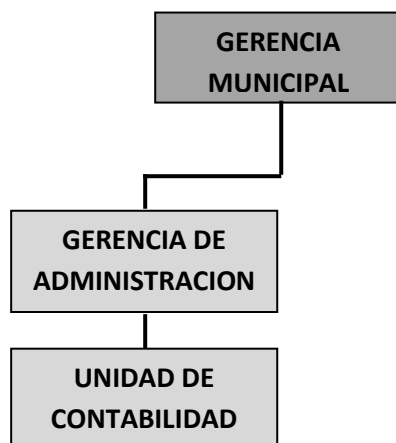 GERENCIA
MUNICIPAL
GERENCIA DE
ADMINISTRACION
UNIDAD DE
CONTABILIDAD